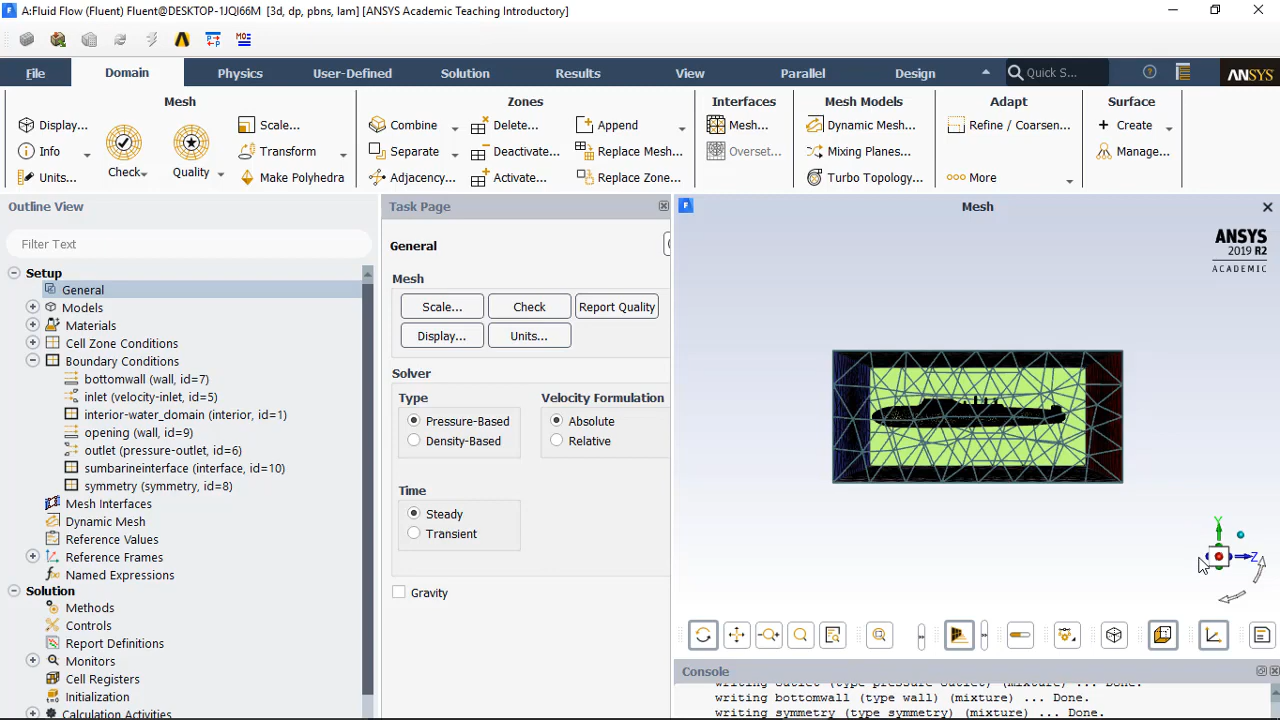 A:Fluid Flow (Fluent) Fluent@DESKTOP-1JQI66M [3d, dp, pbns, lam] [ANSYS Academic Teaching Introductory]
File Domain Physics User-Defined Solution Results View Parallel Design Quick S... ANSYS
Mesh Zones Interfaces Mesh Models Adapt Surface
Display... Scale... Combine Delete... Append Mesh... Dynamic Mesh... Refine / Coarsen... Create
Info Transform Separate Deactivate... Replace Mesh... Overset... Mixing Planes... Manage...
Check Quality
Units... Make Polyhedra Adjacency... Activate... Replace Zone... Turbo Topology... More
Outline View
Task Page
Mesh
Filter Text
General
ANSYS
2019 R2
ACADEMIC
Setup
General
Models
Materials
Cell Zone Conditions
Boundary Conditions
bottomwall (wall, id=7)
inlet (velocity-inlet, id=5)
interior-water_domain (interior, id=1)
opening (wall, id=9)
outlet (pressure-outlet, id=6)
sumbarineinterface (interface, id=10)
symmetry (symmetry, id=8)
Mesh Interfaces
Dynamic Mesh
Reference Values
Reference Frames
Named Expressions
Solution
Methods
Controls
Report Definitions
Monitors
Cell Registers
Initialization
Calculation Activities
Mesh
Scale... Check Report Quality
Display... Units...
Solver
Type Velocity Formulation
Pressure-Based Absolute
Density-Based Relative
Time
Steady
Transient
Gravity
Y
Z
Console
writing outlet (type pressure-outlet) (mixture) ... Done.
writing bottomwall (type wall) (mixture) ... Done.
writing symmetry (type symmetry) (mixture) ... Done.